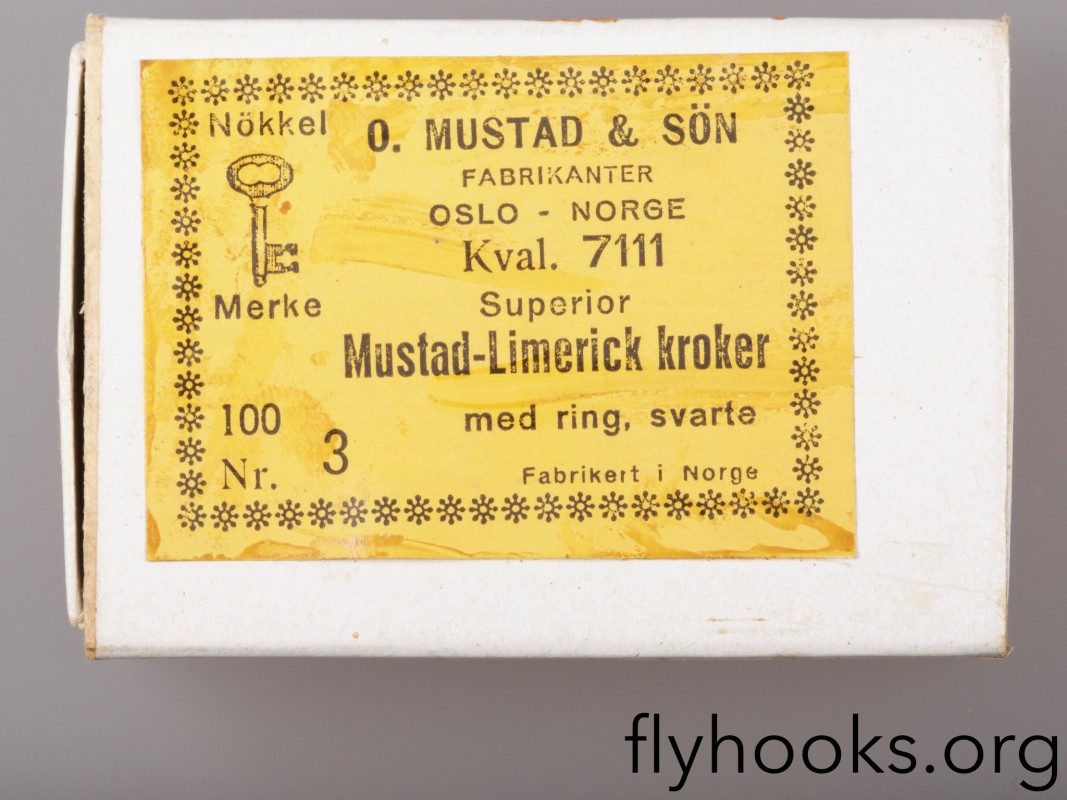 Nökkel
O. MUSTAD & SÖN
FABRIKANTER
OSLO - NORGE
Kval. 7111
Merke
Superior
Mustad-Limerick kroker
med ring, svarte
100
Nr. 3
Fabrikert i Norge
flyhooks.org